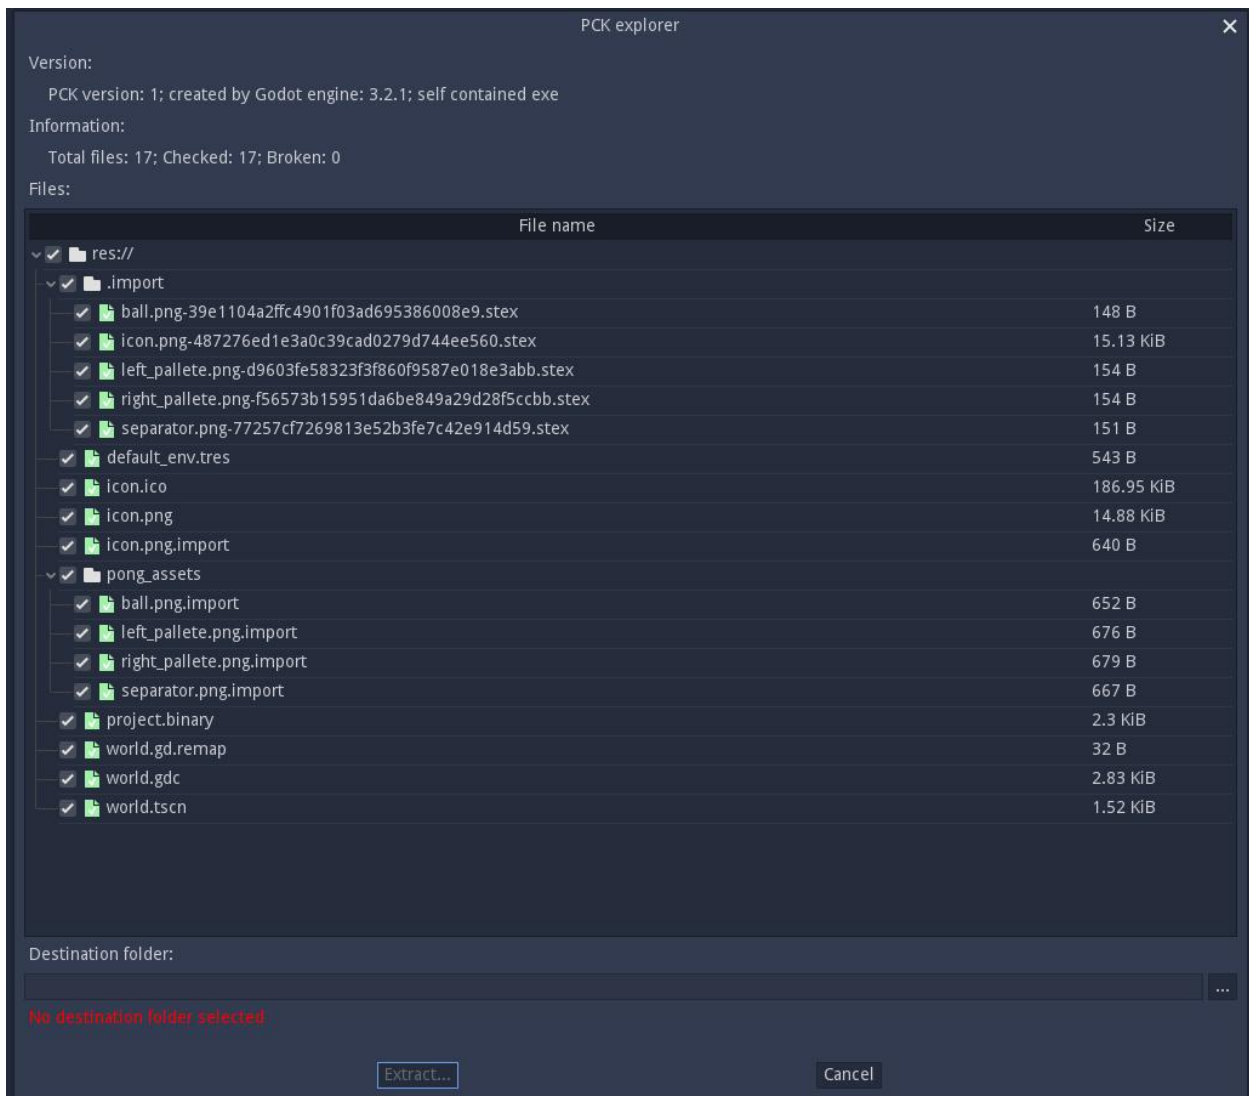 PCK explorer
Version:
PCK version: 1; created by Godot engine: 3.2.1; self contained exe
Information:
Total files: 17; Checked: 17; Broken: 0
Files:
File name Size
res://
.import
ball.png-39e1104a2ffc4901f03ad695386008e9.stex 148 B
icon.png-487276ed1e3a0c39cad0279d744ee560.stex 15.13 KiB
left_pallete.png-d9603fe58323f3f860f9587e018e3abb.stex 154 B
right_pallete.png-f56573b15951da6be849a29d28f5ccbb.stex 154 B
separator.png-77257cf7269813e52b3fe7c42e914d59.stex 151 B
default_env.tres 543 B
icon.ico 186.95 KiB
icon.png 14.88 KiB
icon.png.import 640 B
pong_assets
ball.png.import 652 B
left_pallete.png.import 676 B
right_pallete.png.import 679 B
separator.png.import 667 B
project.binary 2.3 KiB
world.gd.remap 32 B
world.gdc 2.83 KiB
world.tscn 1.52 KiB
Destination folder:
...
No destination folder selected
Extract... Cancel